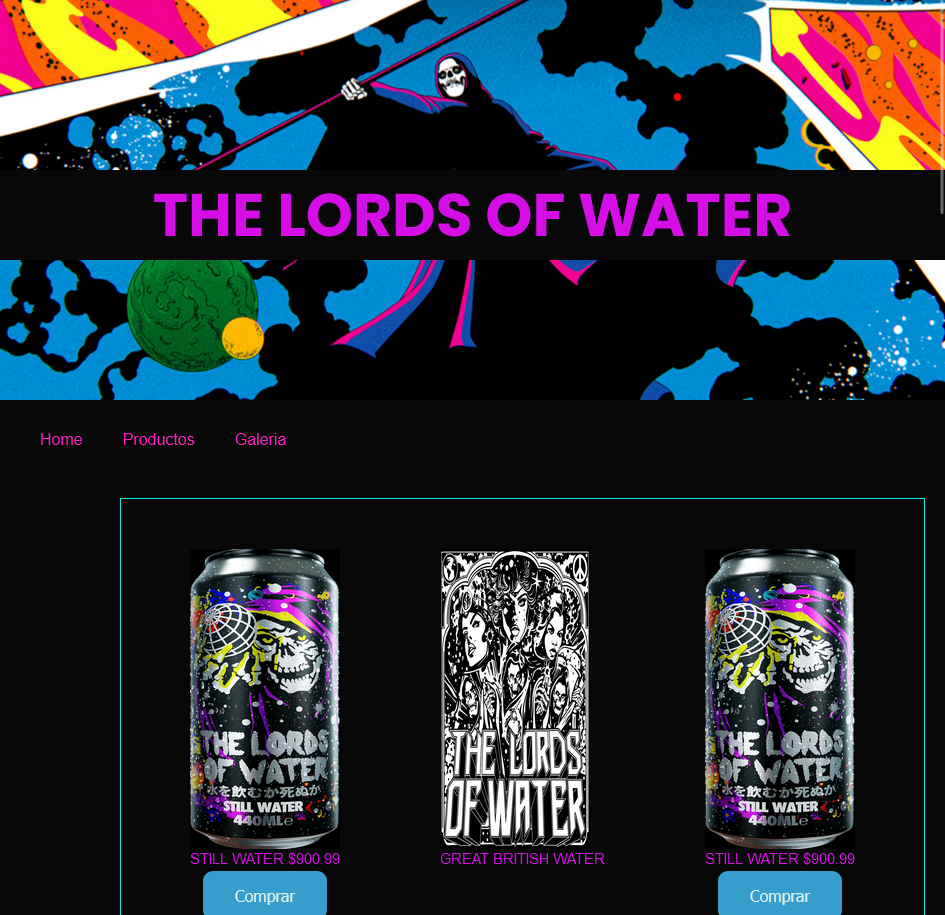 THE LORDS OF WATER
Home Productos Galeria
THE LORDS
OF WATER
水を飲むか死ぬか
STILL WATER
440ML℮
STILL WATER $900.99
Comprar
THE LORDS
OF WATER
GREAT BRITISH WATER
THE LORDS
OF WATER
水を飲むか死ぬか
STILL WATER
440ML℮
STILL WATER $900.99
Comprar